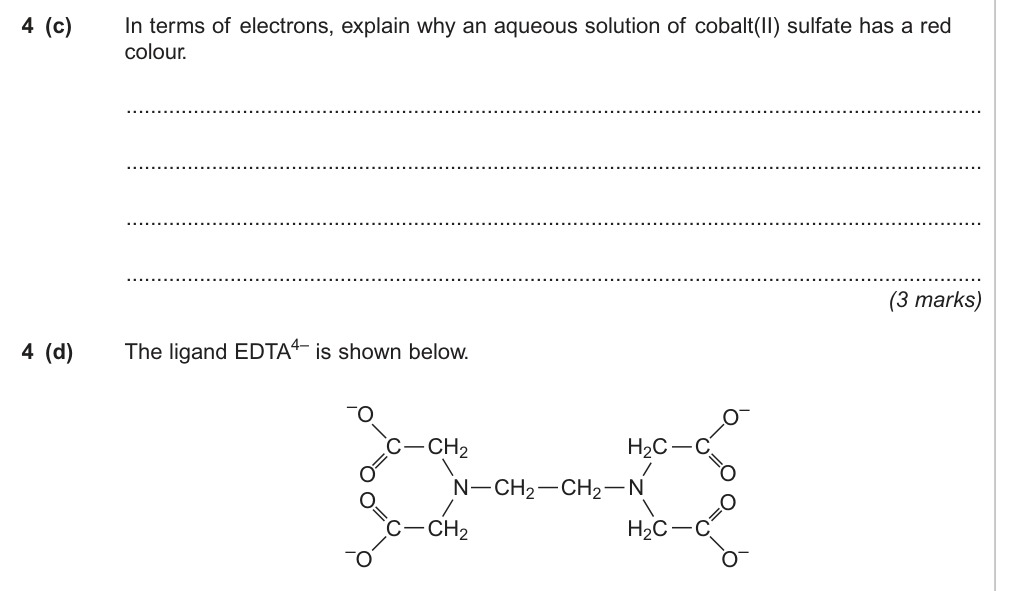 4 (c) In terms of electrons, explain why an aqueous solution of cobalt(II) sulfate has a red
colour.
................................................................................
................................................................................
................................................................................
................................................................................
(3 marks)
4 (d) The ligand EDTA⁴⁻ is shown below.
⁻O O⁻
C—CH₂ H₂C—C
O O
N—CH₂—CH₂—N
O O
C—CH₂ H₂C—C
⁻O O⁻